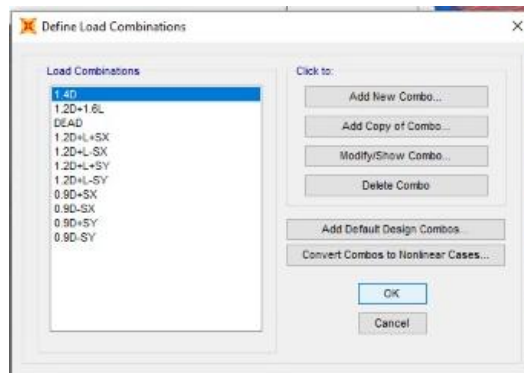 Define Load Combinations
Load Combinations
1.4D
1.2D+1.6L
DEAD
1.2D+L+SX
1.2D+L-SX
1.2D+L+SY
1.2D+L-SY
0.9D+SX
0.9D-SX
0.9D+SY
0.9D-SY
Click to:
Add New Combo...
Add Copy of Combo...
Modify/Show Combo...
Delete Combo
Add Default Design Combos...
Convert Combos to Nonlinear Cases...
OK
Cancel